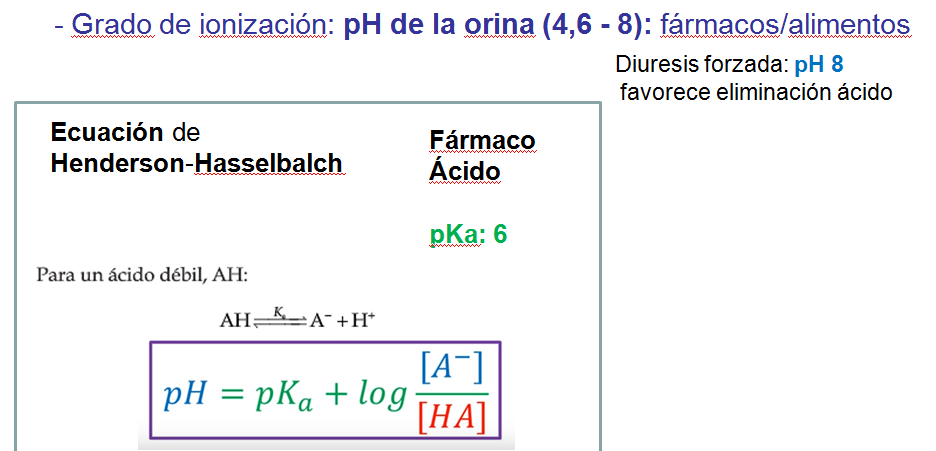 - Grado de ionización: pH de la orina (4,6 - 8): fármacos/alimentos
Diuresis forzada: pH 8
favorece eliminación ácido
Ecuación de
Henderson-Hasselbalch
Fármaco
Ácido
pKa: 6
Para un ácido débil, AH:
AH ⇌ Kₐ A⁻ + H⁺
pH = pKₐ + log [A⁻]/[HA]